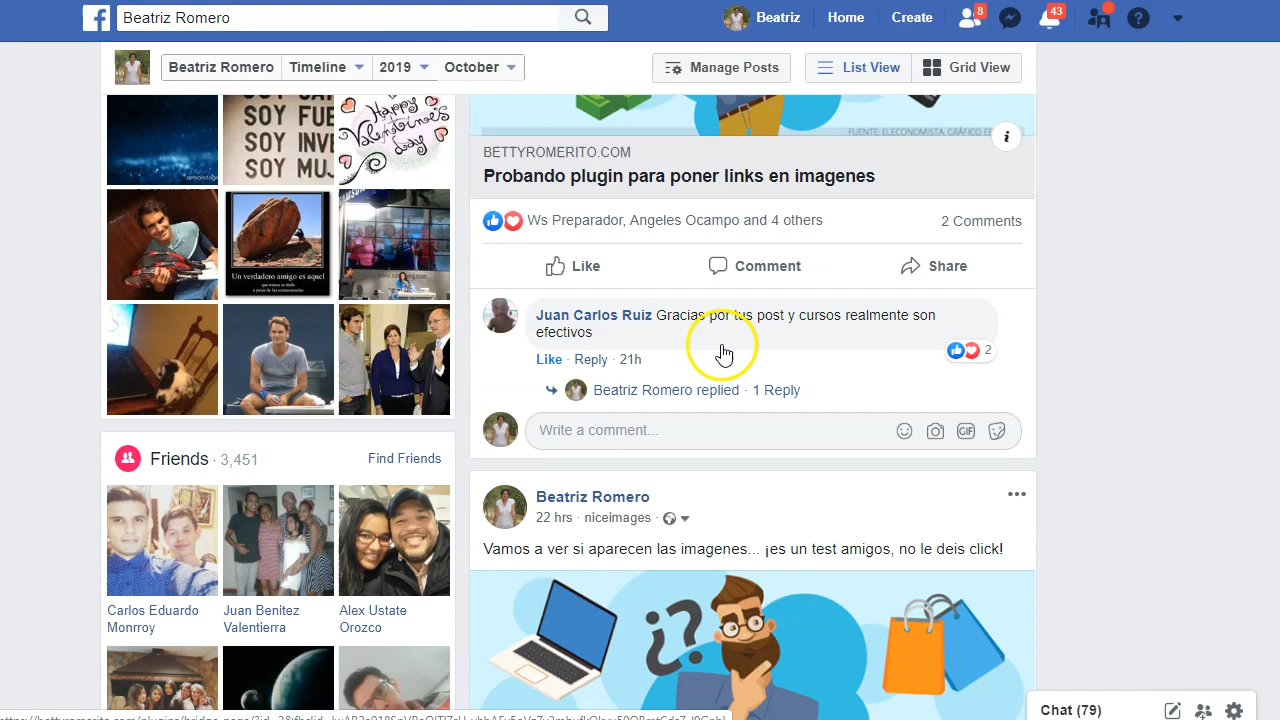 Beatriz Romero
Beatriz
Home
Create
8
43
Beatriz Romero
Timeline
2019
October
Manage Posts
List View
Grid View
SOY FUE
SOY INVE
SOY MUJ
Happy
Valentine's
day
Un verdadero amigo es aquel
FUENTE: ELECONOMISTA. GRÁFICO
BETTYROMERITO.COM
Probando plugin para poner links en imagenes
Ws Preparador, Angeles Ocampo and 4 others
2 Comments
Like
Comment
Share
Juan Carlos Ruiz Gracias por tus post y cursos realmente son
efectivos
Like · Reply · 21h
2
Beatriz Romero replied · 1 Reply
Write a comment...
GIF
Friends · 3,451
Find Friends
Carlos Eduardo
Monrroy
Juan Benitez
Valentierra
Alex Ustate
Orozco
Beatriz Romero
22 hrs · niceimages ·
Vamos a ver si aparecen las imagenes... ¡es un test amigos, no le deis click!
¿?
Chat (79)